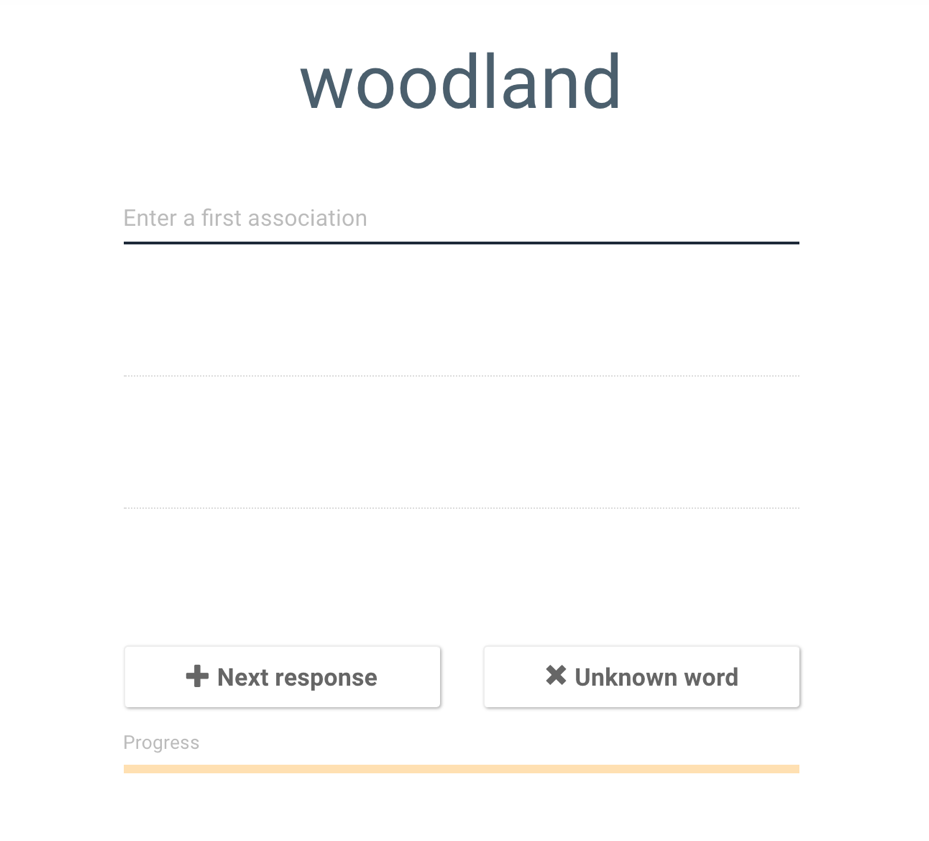 woodland
Enter a first association
Next response
Unknown word
Progress